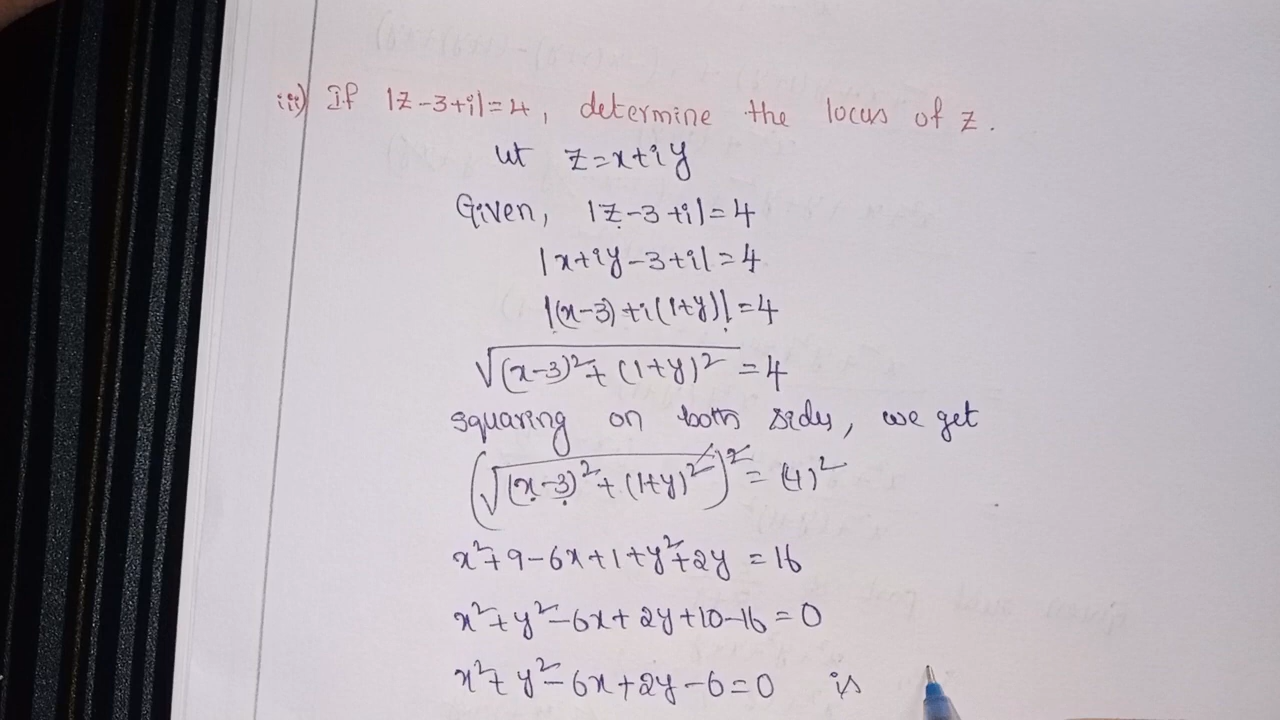 iii) If |z-3+i|=4, determine the locus of z.
Let z=x+iy
Given, |z-3+i|=4
|x+iy-3+i|=4
|(x-3)+i(1+y)|=4
√((x-3)²+(1+y)²)=4
squaring on both sides, we get
(√((x-3)²+(1+y)²))²=(4)²
x²+9-6x+1+y²+2y=16
x²+y²-6x+2y+10-16=0
x²+y²-6x+2y-6=0 is